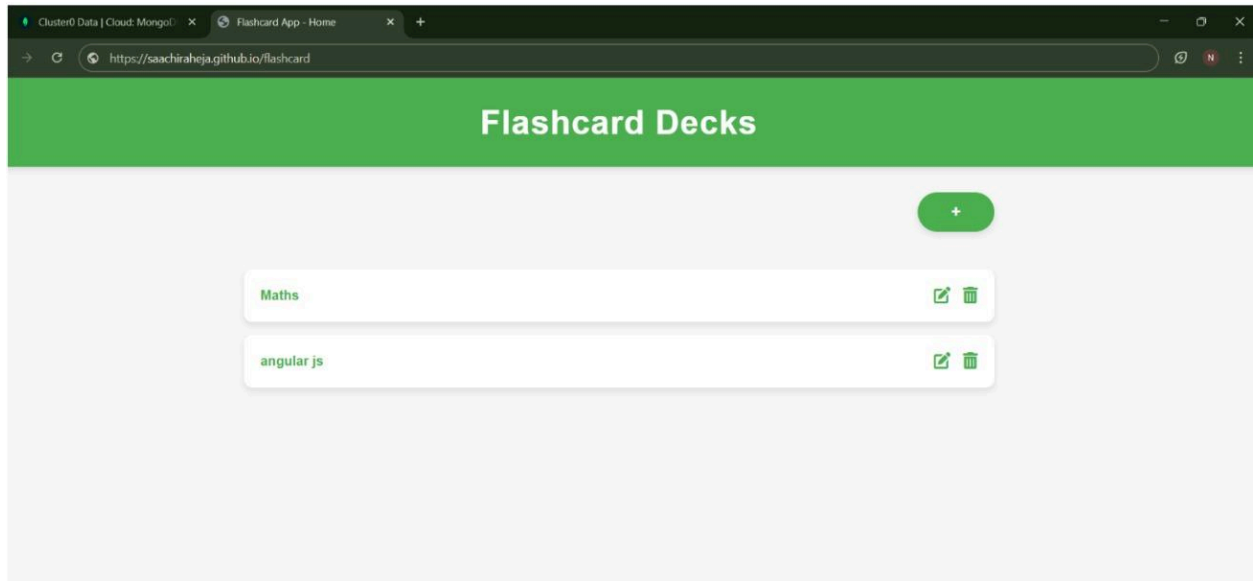 Cluster0 Data | Cloud: MongoD
Flashcard App - Home
https://saachiraheja.github.io/flashcard
N
Flashcard Decks
+
Maths
angular js